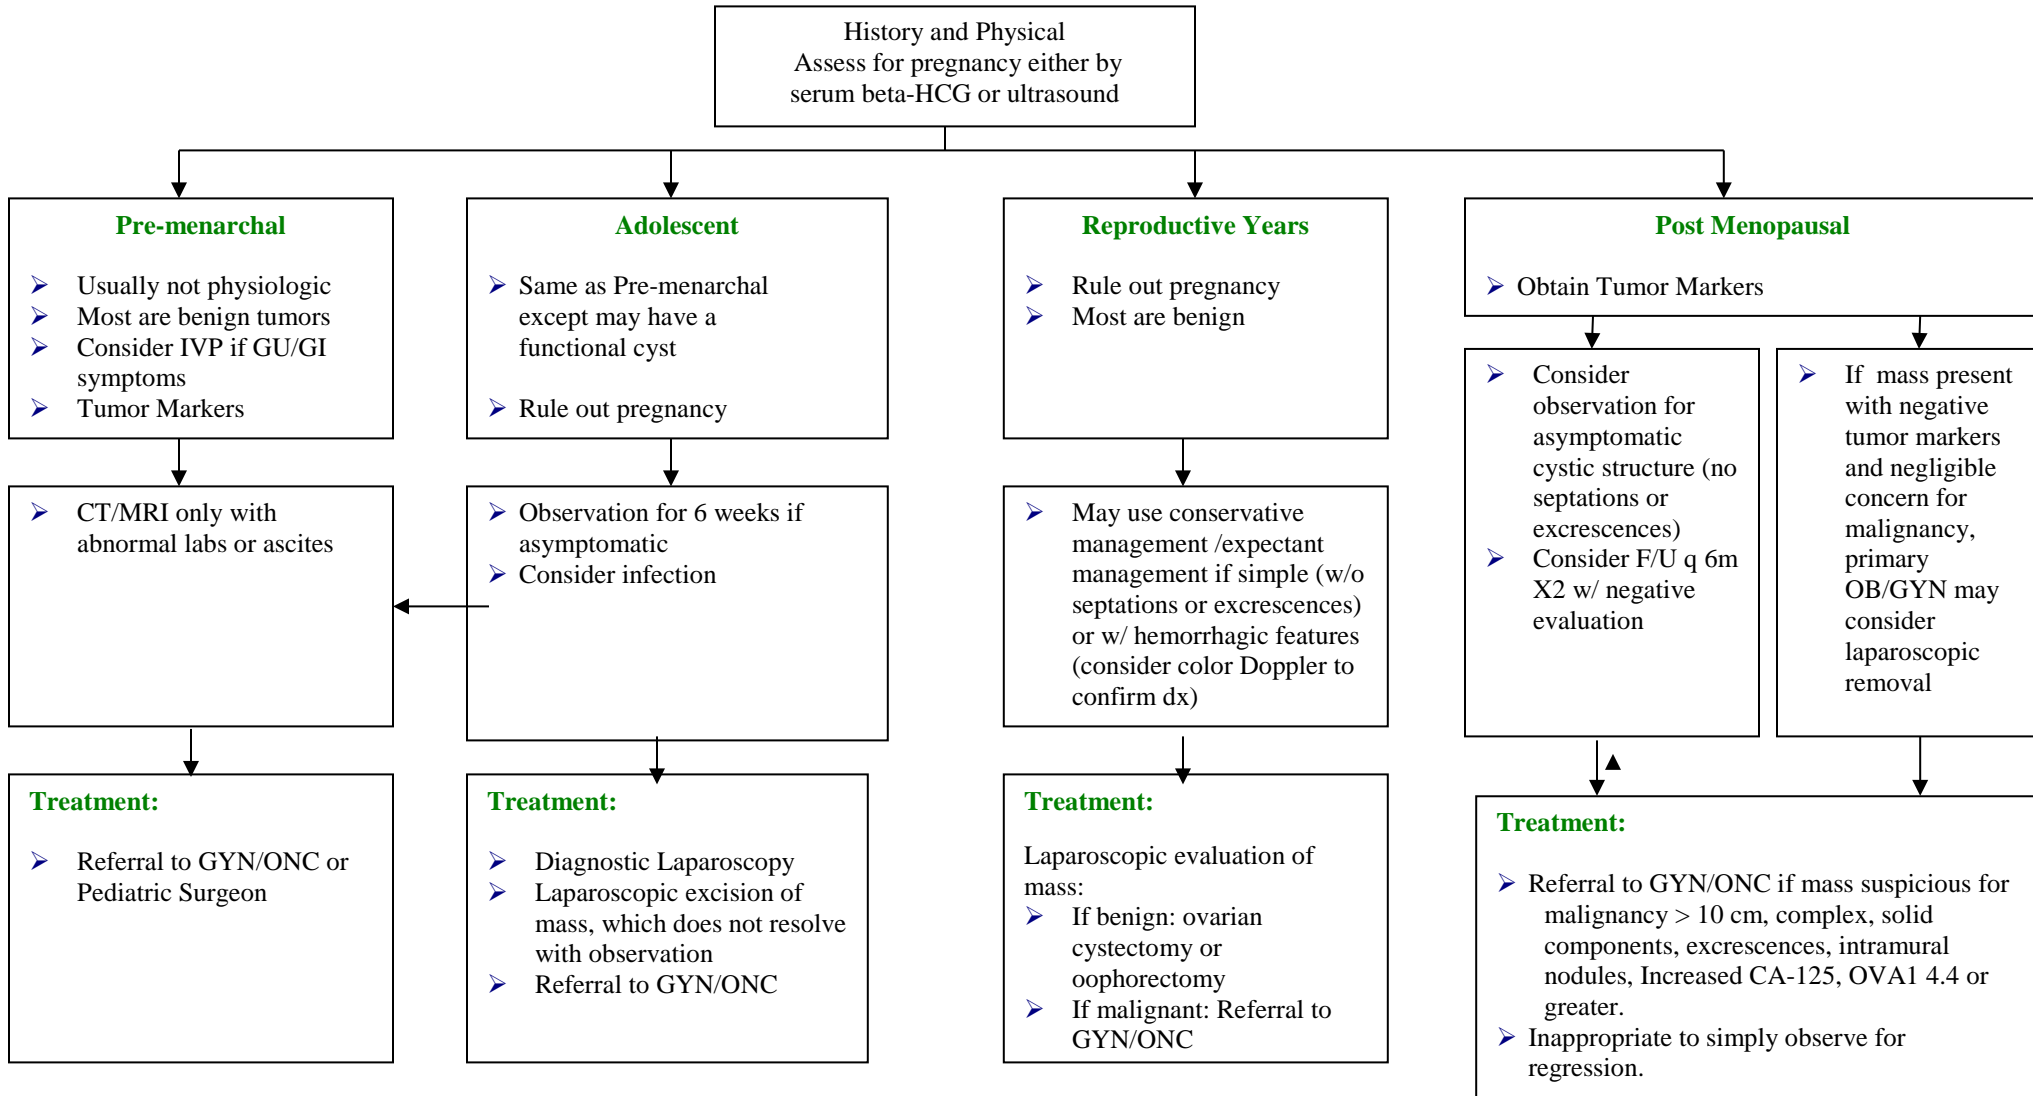 History and Physical
Assess for pregnancy either by
serum beta-HCG or ultrasound
Pre-menarchal
➢ Usually not physiologic
➢ Most are benign tumors
➢ Consider IVP if GU/GI
symptoms
➢ Tumor Markers
Adolescent
➢ Same as Pre-menarchal
except may have a
functional cyst
➢ Rule out pregnancy
Reproductive Years
➢ Rule out pregnancy
➢ Most are benign
Post Menopausal
➢ Obtain Tumor Markers
➢ CT/MRI only with
abnormal labs or ascites
➢ Observation for 6 weeks if
asymptomatic
➢ Consider infection
➢ May use conservative
management /expectant
management if simple (w/o
septations or excrescences)
or w/ hemorrhagic features
(consider color Doppler to
confirm dx)
➢ Consider
observation for
asymptomatic
cystic structure (no
septations or
excrescences)
➢ Consider F/U q 6m
X2 w/ negative
evaluation
➢ If mass present
with negative
tumor markers
and negligible
concern for
malignancy,
primary
OB/GYN may
consider
laparoscopic
removal
Treatment:
➢ Referral to GYN/ONC or
Pediatric Surgeon
Treatment:
➢ Diagnostic Laparoscopy
➢ Laparoscopic excision of
mass, which does not resolve
with observation
➢ Referral to GYN/ONC
Treatment:
Laparoscopic evaluation of
mass:
➢ If benign: ovarian
cystectomy or
oophorectomy
➢ If malignant: Referral to
GYN/ONC
Treatment:
➢ Referral to GYN/ONC if mass suspicious for
malignancy > 10 cm, complex, solid
components, excrescences, intramural
nodules, Increased CA-125, OVA1 4.4 or
greater.
➢ Inappropriate to simply observe for
regression.